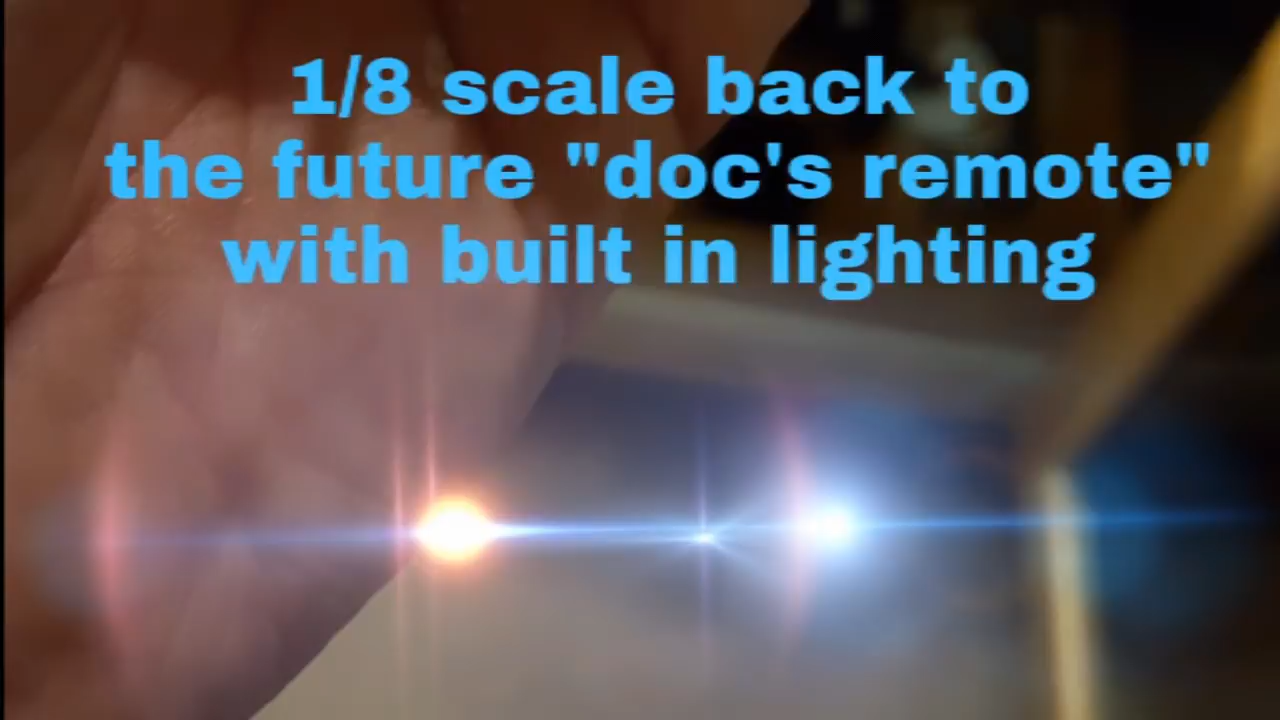 1/8 scale back to
the future "doc's remote"
with built in lighting